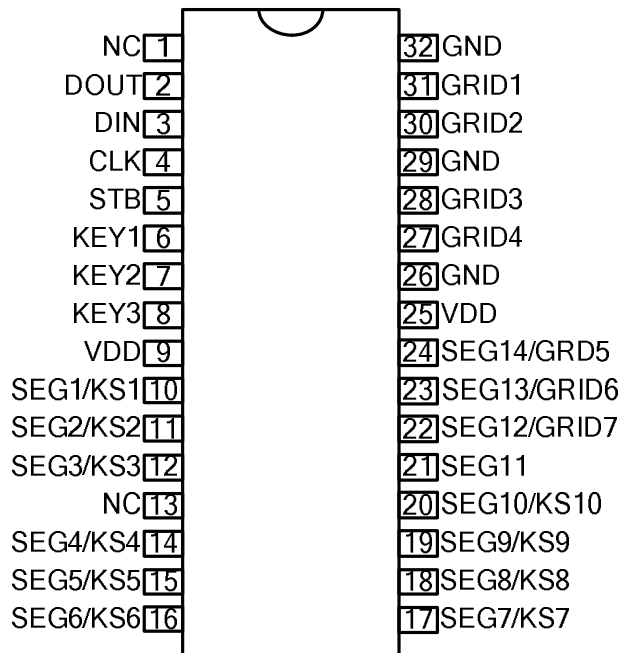 NC 1 32 GND
DOUT 2 31 GRID1
DIN 3 30 GRID2
CLK 4 29 GND
STB 5 28 GRID3
KEY1 6 27 GRID4
KEY2 7 26 GND
KEY3 8 25 VDD
VDD 9 24 SEG14/GRD5
SEG1/KS1 10 23 SEG13/GRID6
SEG2/KS2 11 22 SEG12/GRID7
SEG3/KS3 12 21 SEG11
NC 13 20 SEG10/KS10
SEG4/KS4 14 19 SEG9/KS9
SEG5/KS5 15 18 SEG8/KS8
SEG6/KS6 16 17 SEG7/KS7